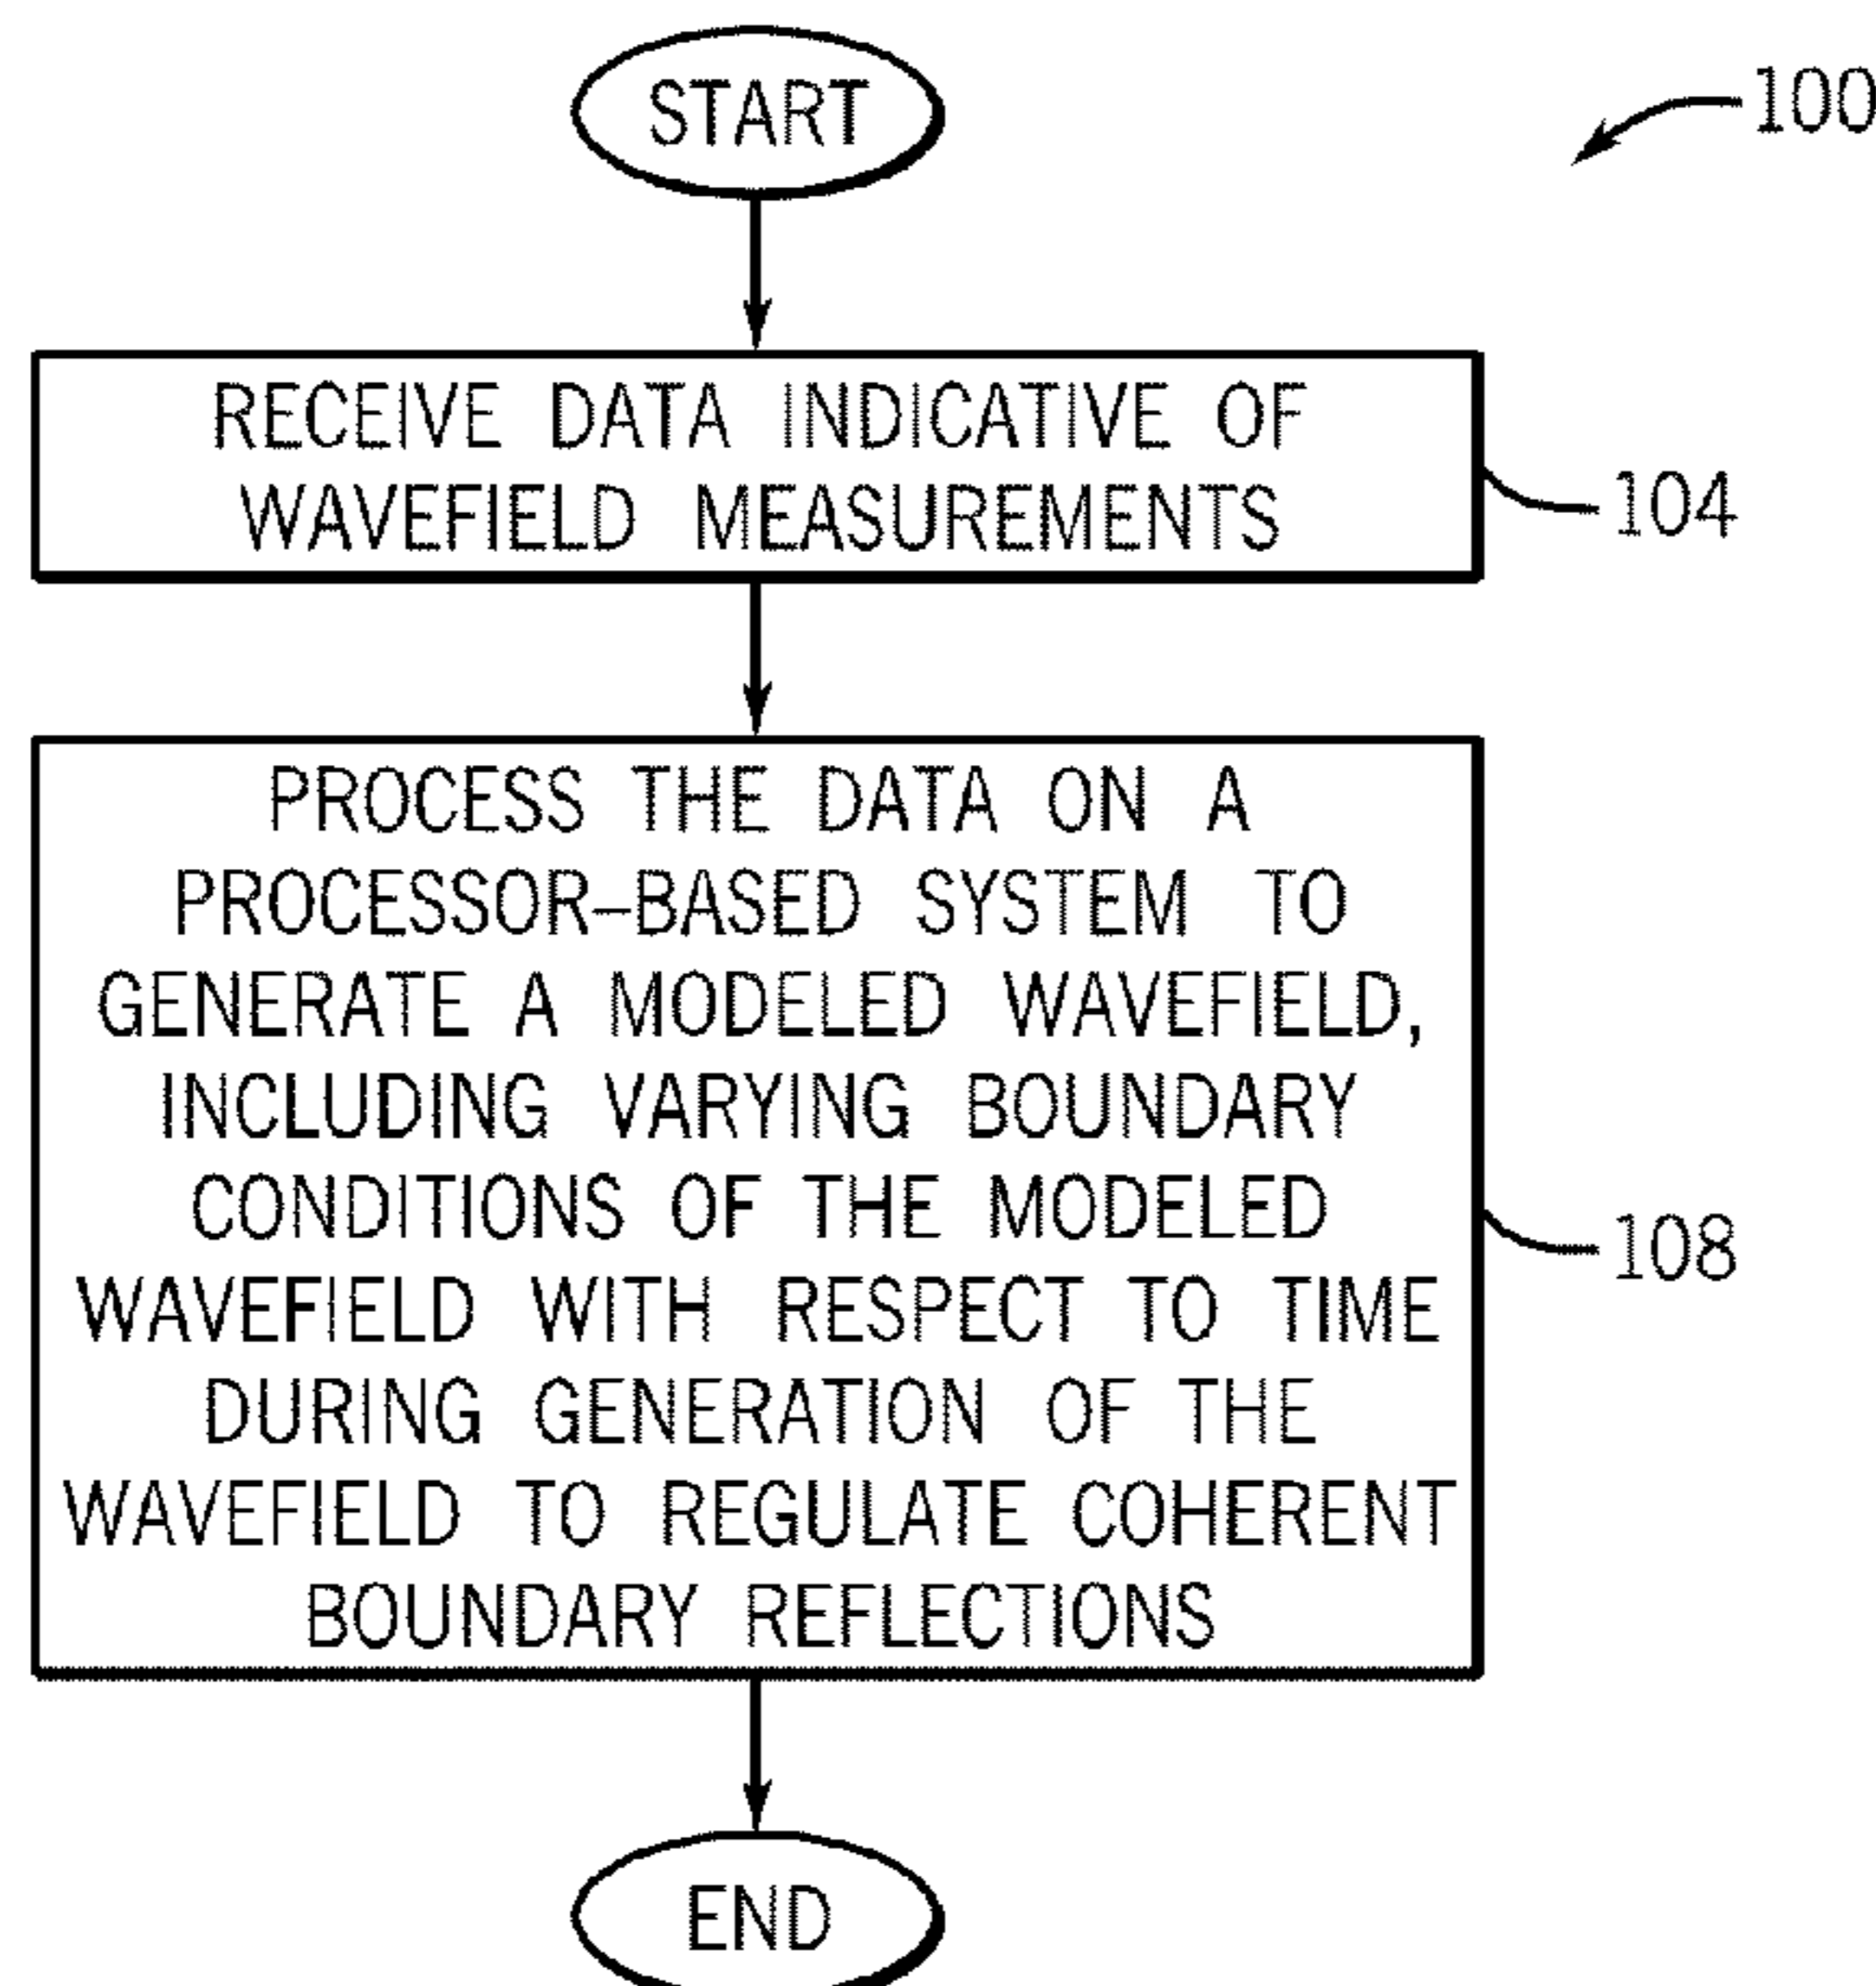 START
100
RECEIVE DATA INDICATIVE OF
WAVEFIELD MEASUREMENTS
104
PROCESS THE DATA ON A
PROCESSOR-BASED SYSTEM TO
GENERATE A MODELED WAVEFIELD,
INCLUDING VARYING BOUNDARY
CONDITIONS OF THE MODELED
WAVEFIELD WITH RESPECT TO TIME
DURING GENERATION OF THE
WAVEFIELD TO REGULATE COHERENT
BOUNDARY REFLECTIONS
108
END